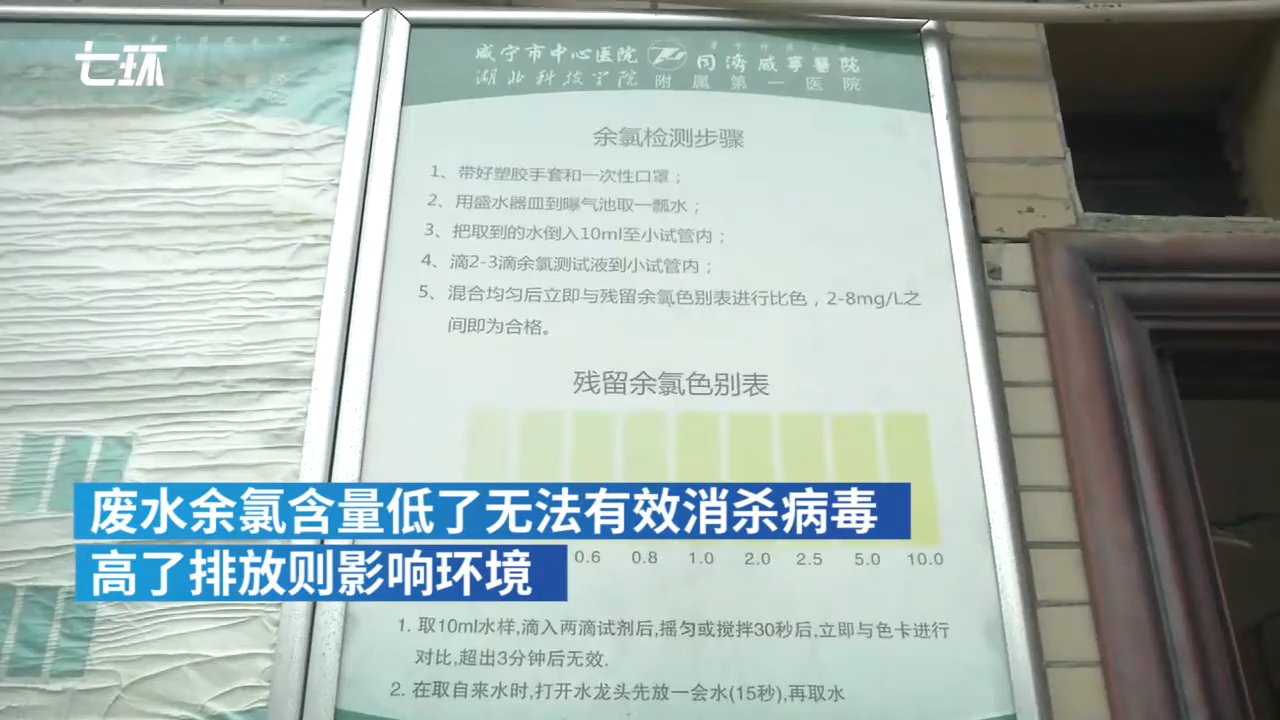 七环
咸宁市中心医院 同濟咸寧醫院
湖北科技学院 附属第一医院
余氯检测步骤
1、带好塑胶手套和一次性口罩；
2、用盛水器皿到曝气池取一瓢水；
3、把取到的水倒入10ml至小试管内；
4、滴2-3滴余氯测试液到小试管内；
5、混合均匀后立即与残留余氯色别表进行比色，2-8mg/L之
间即为合格。
残留余氯色别表
废水余氯含量低了无法有效消杀病毒
高了排放则影响环境
0.6 0.8 1.0 2.0 2.5 5.0 10.0
1. 取10ml水样,滴入两滴试剂后,摇匀或搅拌30秒后,立即与色卡进行
对比,超出3分钟后无效.
2. 在取自来水时,打开水龙头先放一会水(15秒),再取水